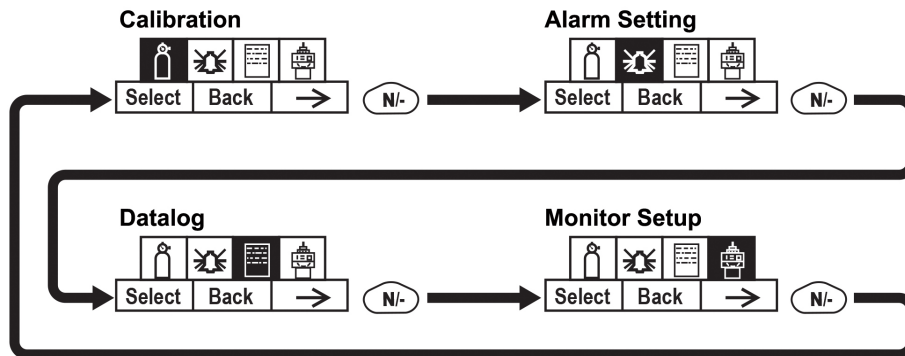 Calibration
Select Back → N/-
Alarm Setting
Select Back → N/-
Datalog
Select Back → N/-
Monitor Setup
Select Back → N/-